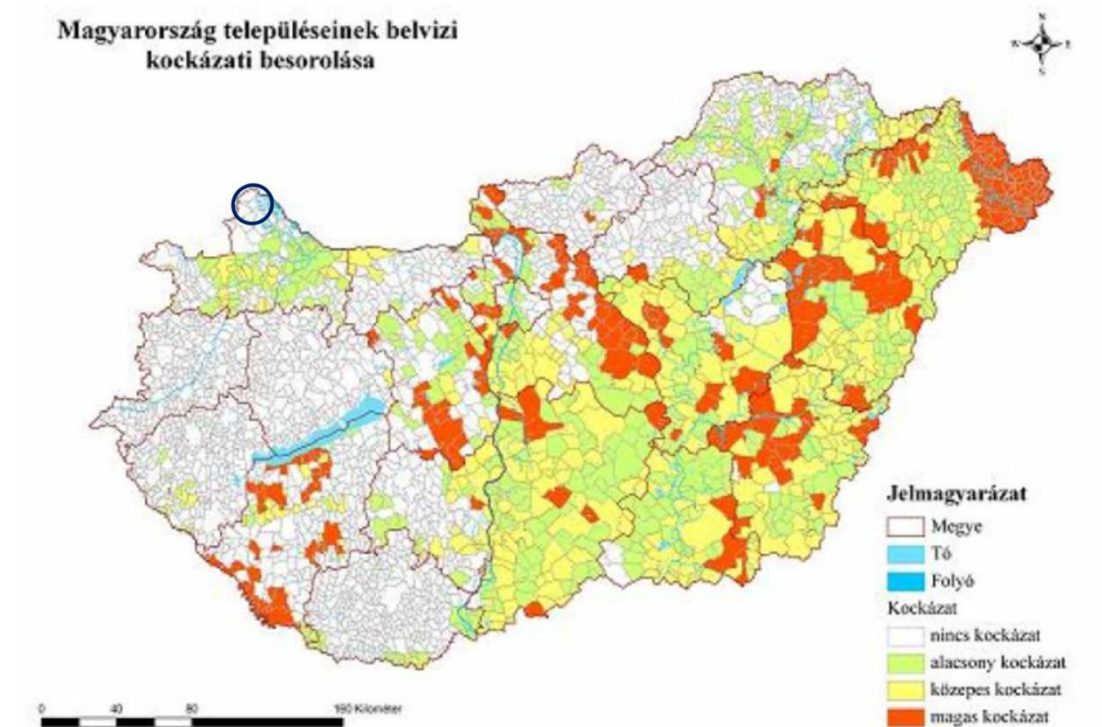 Magyarország településeinek belvizi
kockázati besorolása
N
W E
S
Jelmagyarázat
Megye
Tó
Folyó
Kockázat
nincs kockázat
alacsony kockázat
közepes kockázat
magas kockázat
0 40 80 160 Kilométer